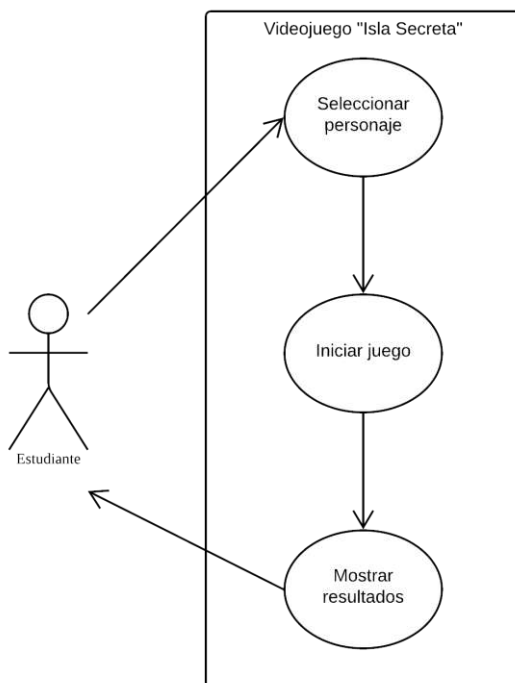 Videojuego "Isla Secreta"
Seleccionar
personaje
Iniciar juego
Estudiante
Mostrar
resultados